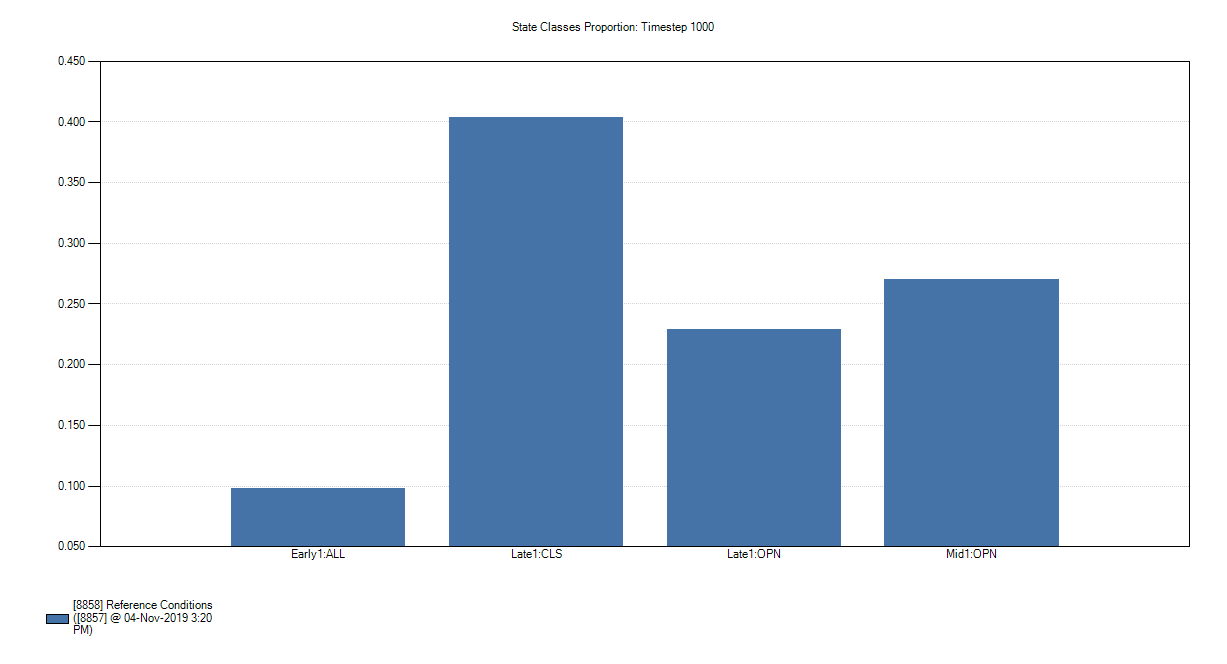 State Classes Proportion: Timestep 1000
0.450
0.400
0.350
0.300
0.250
0.200
0.150
0.100
0.050
Early1:ALL
Late1:CLS
Late1:OPN
Mid1:OPN
[8858] Reference Conditions
([8857] @ 04-Nov-2019 3:20
PM)